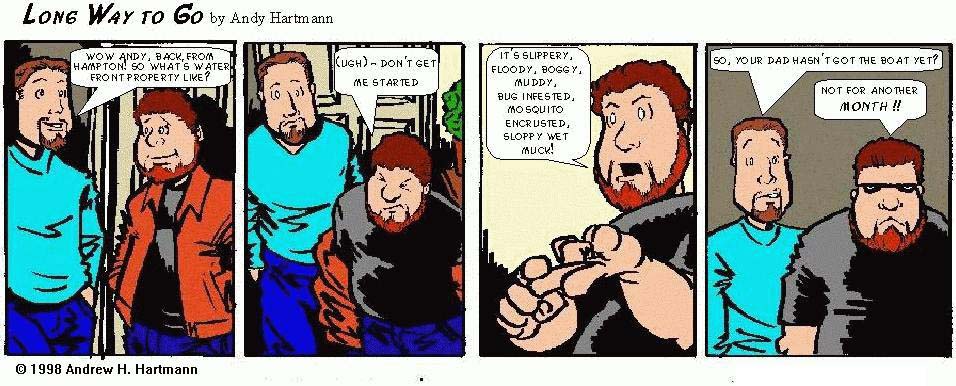 LONG WAY TO GO by Andy Hartmann
WOW ANDY, BACK FROM
HAMPTON! SO WHAT'S WATER
FRONT PROPERTY LIKE?
(UGH) - DON'T GET
ME STARTED
IT'S SLIPPERY,
FLOODY, BOGGY,
MUDDY,
BUG INFESTED,
MOSQUITO
ENCRUSTED,
SLOPPY WET
MUCK!
SO, YOUR DAD HASN'T GOT THE BOAT YET?
NOT FOR ANOTHER
MONTH !!
© 1998 Andrew H. Hartmann